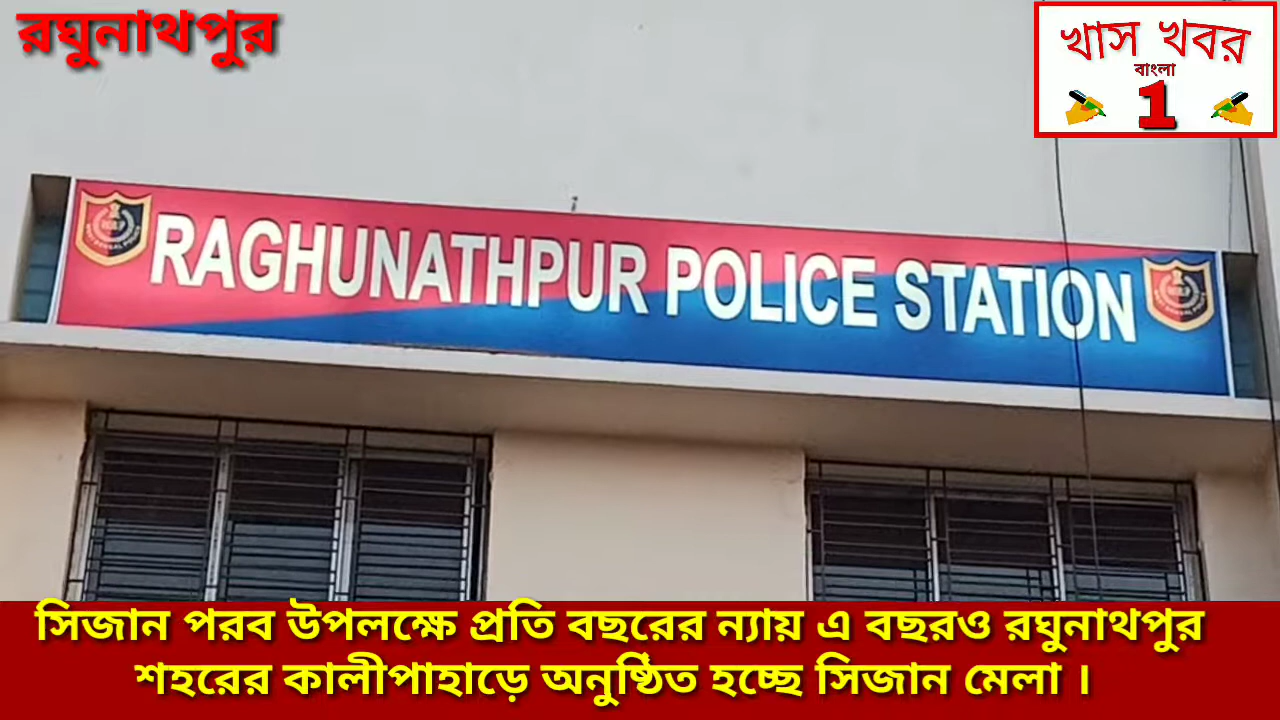 রঘুনাথপুর
খাস খবর
বাংলা
1
RAGHUNATHPUR POLICE STATION
সিজান পরব উপলক্ষে প্রতি বছরের ন্যায় এ বছরও রঘুনাথপুর
শহরের কালীপাহাড়ে অনুষ্ঠিত হচ্ছে সিজান মেলা ।